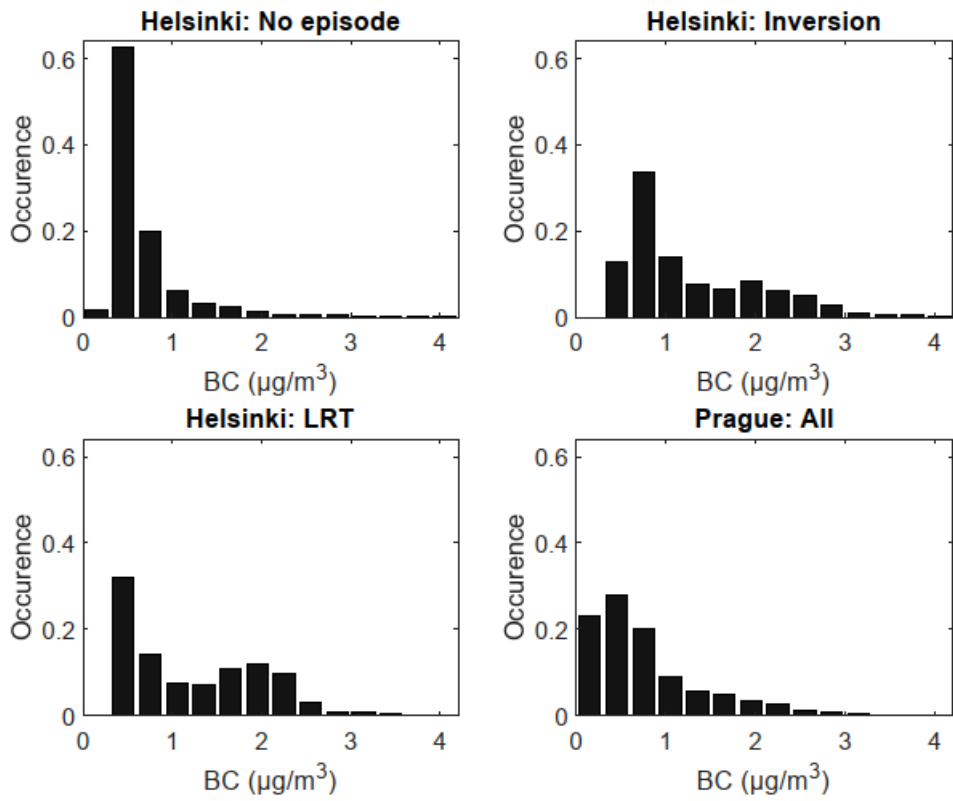 Helsinki: No episode
0.6
0.4
0.2
0
Occurence
0 1 2 3 4
BC (µg/m³)
Helsinki: Inversion
0.6
0.4
0.2
0
Occurence
0 1 2 3 4
BC (µg/m³)
Helsinki: LRT
0.6
0.4
0.2
0
Occurence
0 1 2 3 4
BC (µg/m³)
Prague: All
0.6
0.4
0.2
0
Occurence
0 1 2 3 4
BC (µg/m³)